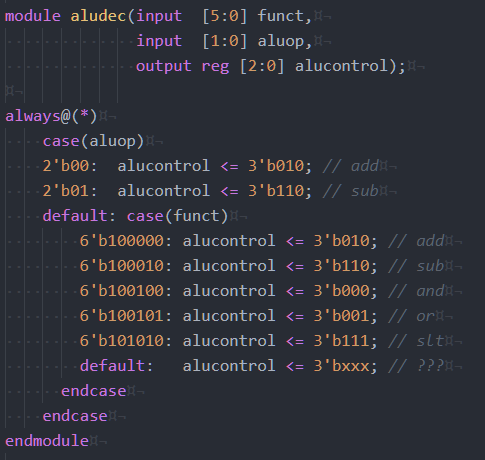 module aludec(input  [5:0] funct,
              input  [1:0] aluop,
              output reg [2:0] alucontrol);

always@(*)
    case(aluop)
    2'b00:  alucontrol <= 3'b010; // add
    2'b01:  alucontrol <= 3'b110; // sub
    default: case(funct)
        6'b100000: alucontrol <= 3'b010; // add
        6'b100010: alucontrol <= 3'b110; // sub
        6'b100100: alucontrol <= 3'b000; // and
        6'b100101: alucontrol <= 3'b001; // or
        6'b101010: alucontrol <= 3'b111; // slt
        default:   alucontrol <= 3'bxxx; // ???
      endcase
    endcase
endmodule